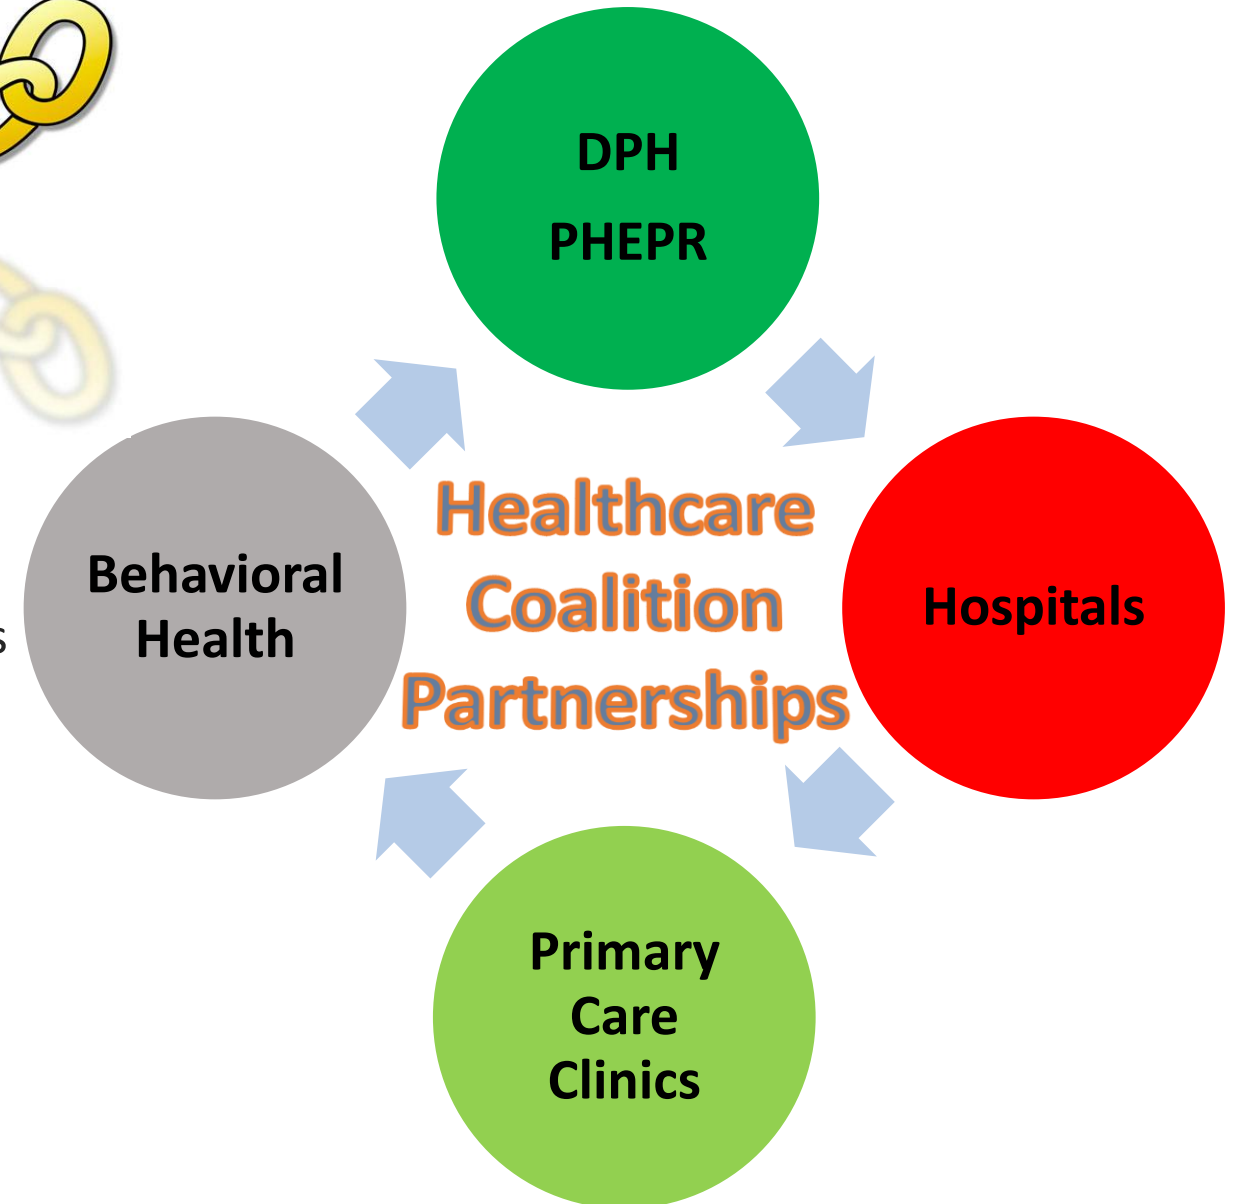 DPH
PHEPR
Behavioral
Health
s
Healthcare
Coalition
Partnerships
Hospitals
Primary
Care
Clinics